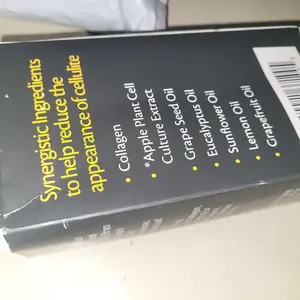 Synergistic Ingredients
to help reduce the
appearance of cellulite
• Collagen
• *Apple Plant Cell
Culture Extract
• Grape Seed Oil
• Eucalyptus Oil
• Sunflower Oil
• Lemon Oil
• Grapefruit Oil